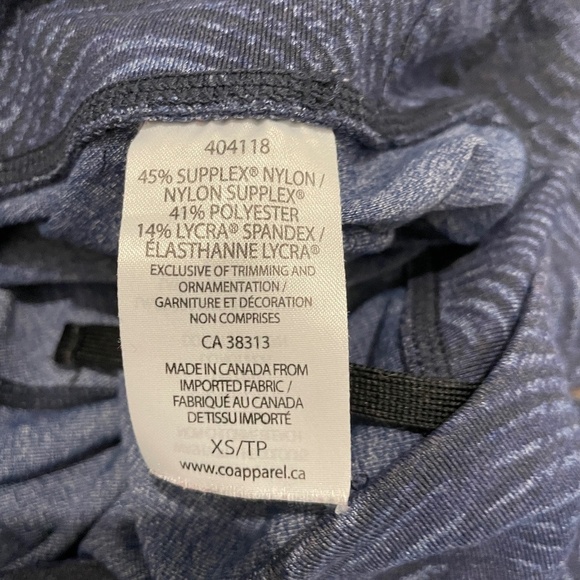 404118
45% SUPPLEX® NYLON /
NYLON SUPPLEX®
41% POLYESTER
14% LYCRA® SPANDEX /
ÉLASTHANNE LYCRA®
EXCLUSIVE OF TRIMMING AND
ORNAMENTATION /
GARNITURE ET DÉCORATION
NON COMPRISES
CA 38313
MADE IN CANADA FROM
IMPORTED FABRIC /
FABRIQUÉ AU CANADA
DE TISSU IMPORTÉ
XS/TP
www.coapparel.ca